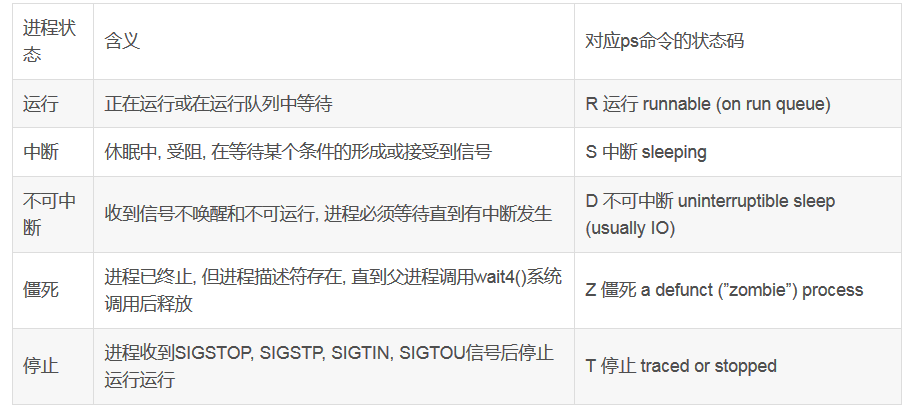 进程状
态
含义
对应ps命令的状态码
运行
正在运行或在运行队列中等待
R 运行 runnable (on run queue)
中断
休眠中, 受阻, 在等待某个条件的形成或接受到信号
S 中断 sleeping
不可中
断
收到信号不唤醒和不可运行, 进程必须等待直到有中断发生
D 不可中断 uninterruptible sleep
(usually IO)
僵死
进程已终止, 但进程描述符存在, 直到父进程调用wait4()系统
调用后释放
Z 僵死 a defunct (”zombie”) process
停止
进程收到SIGSTOP, SIGSTP, SIGTIN, SIGTOU信号后停止
运行运行
T 停止 traced or stopped